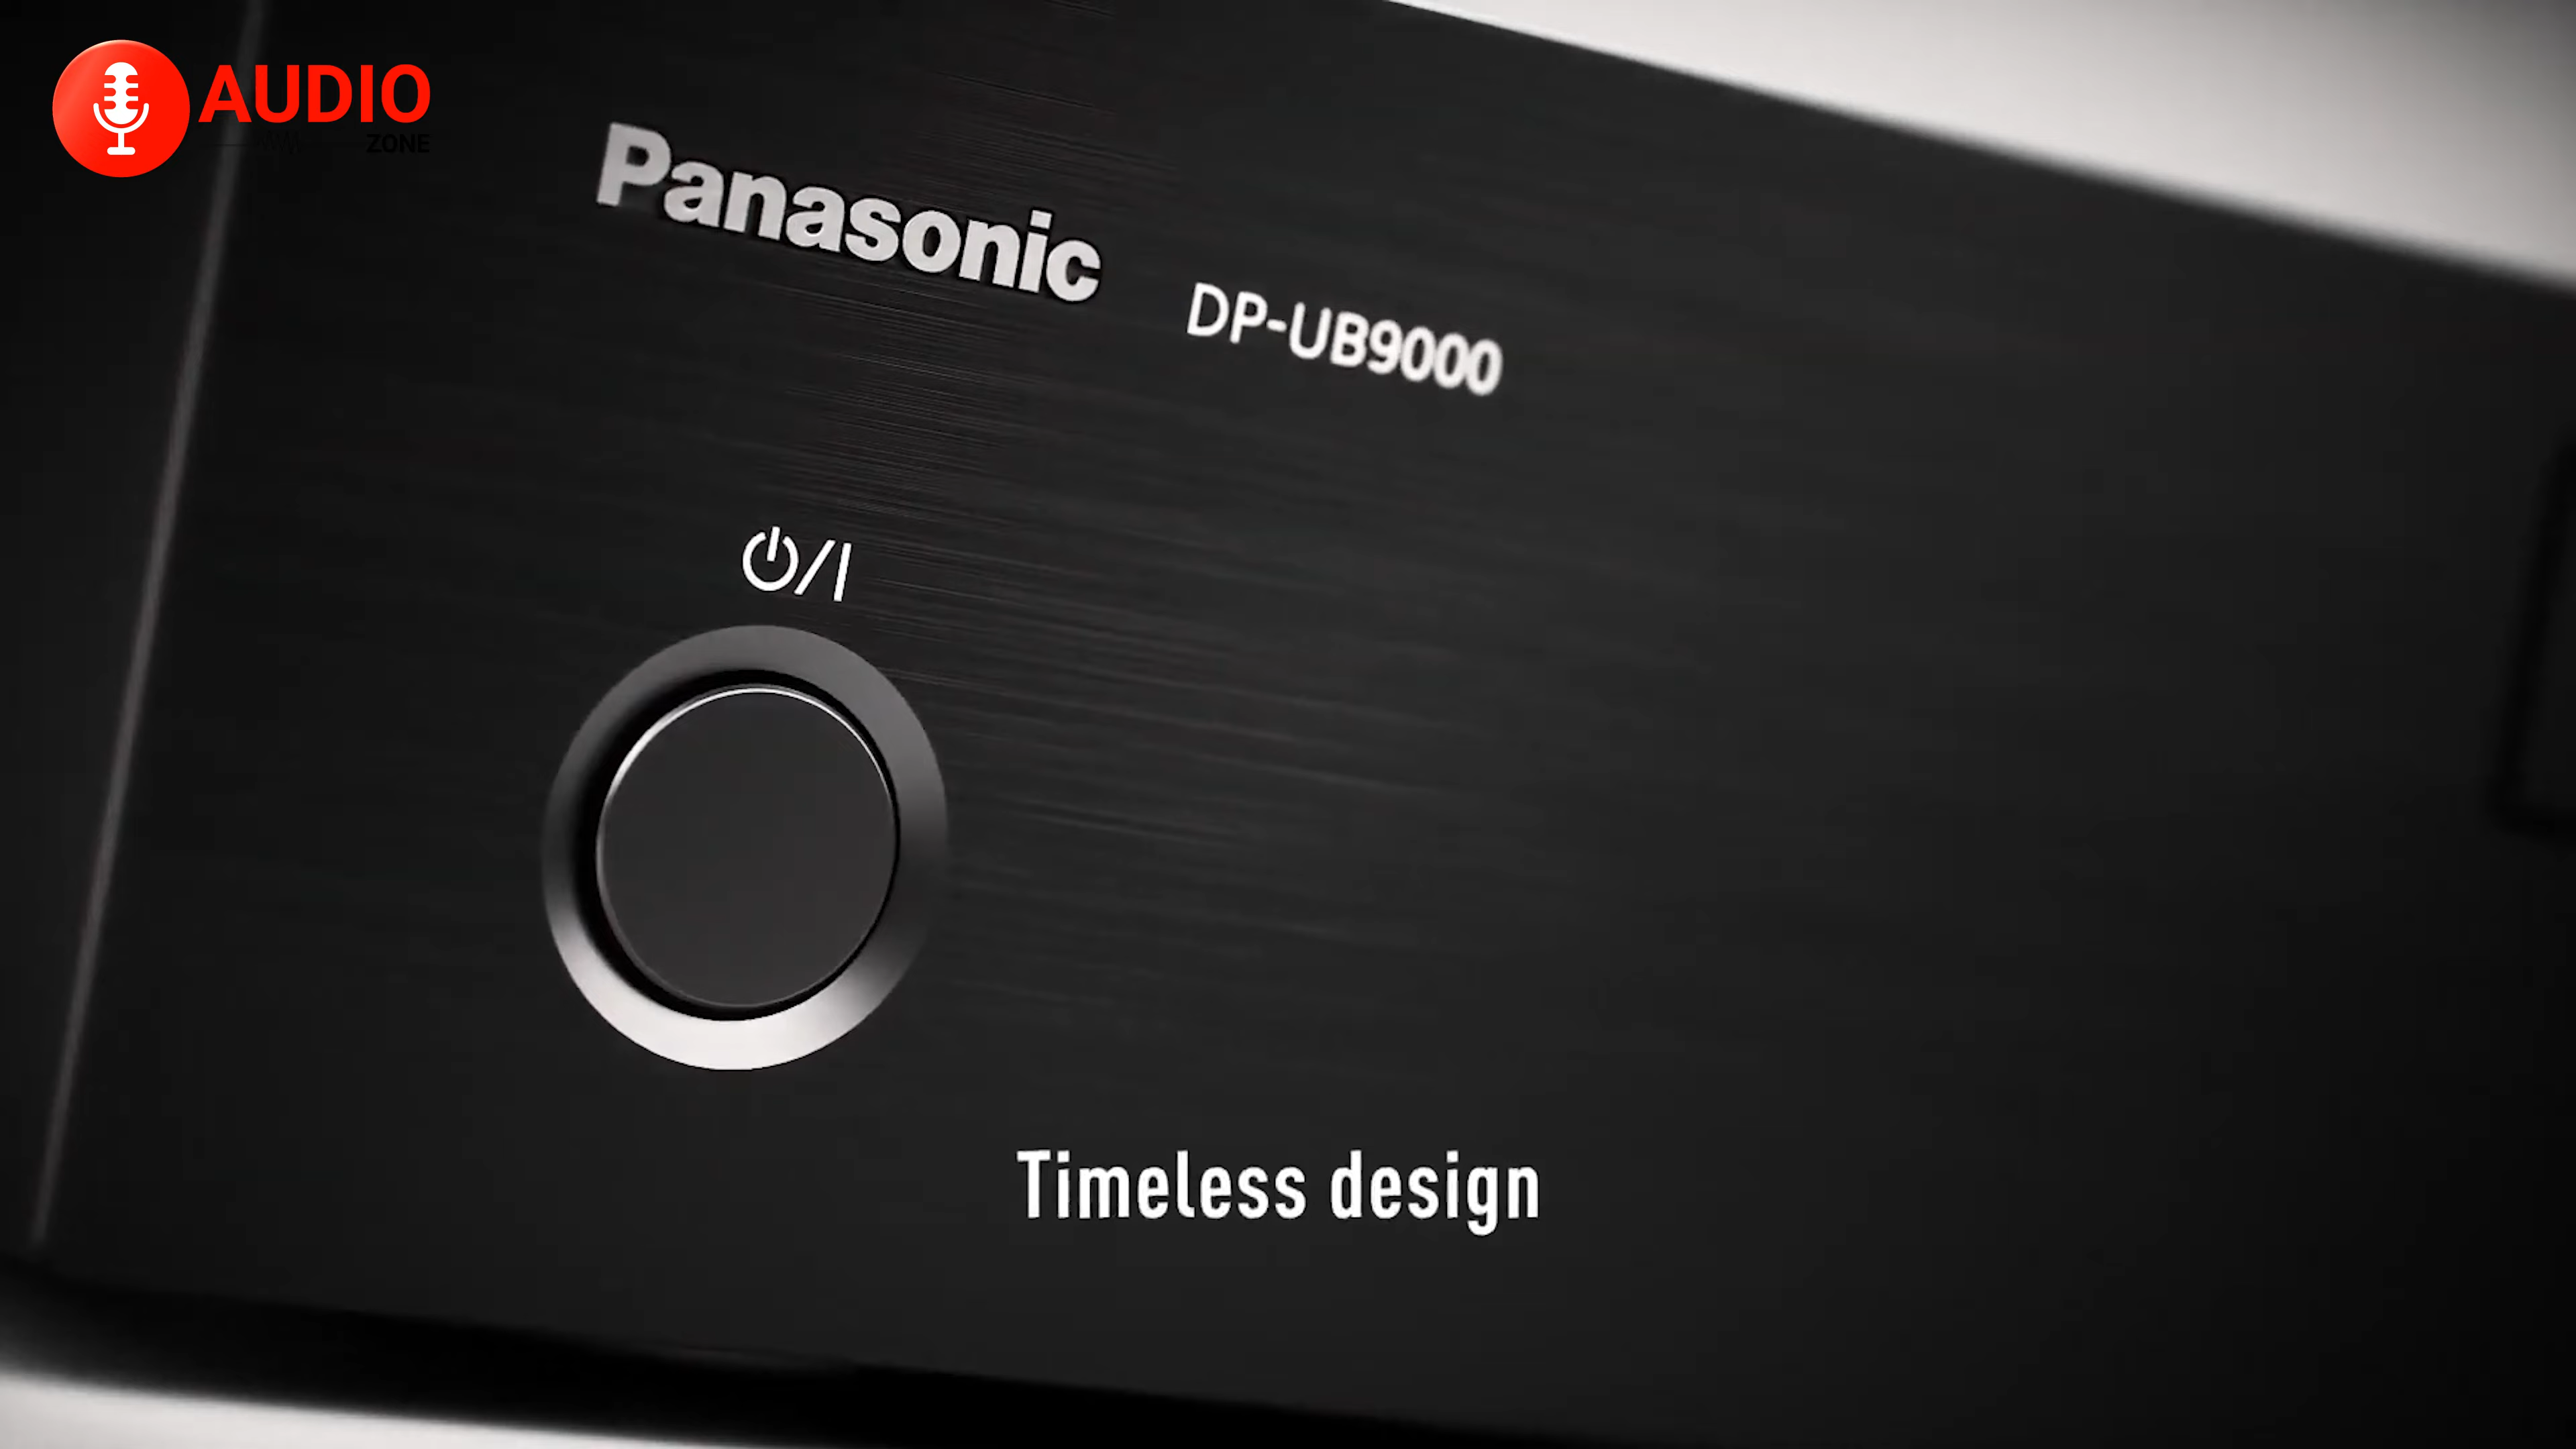 AUDIO
ZONE
Panasonic
DP-UB9000
⏻/I
Timeless design